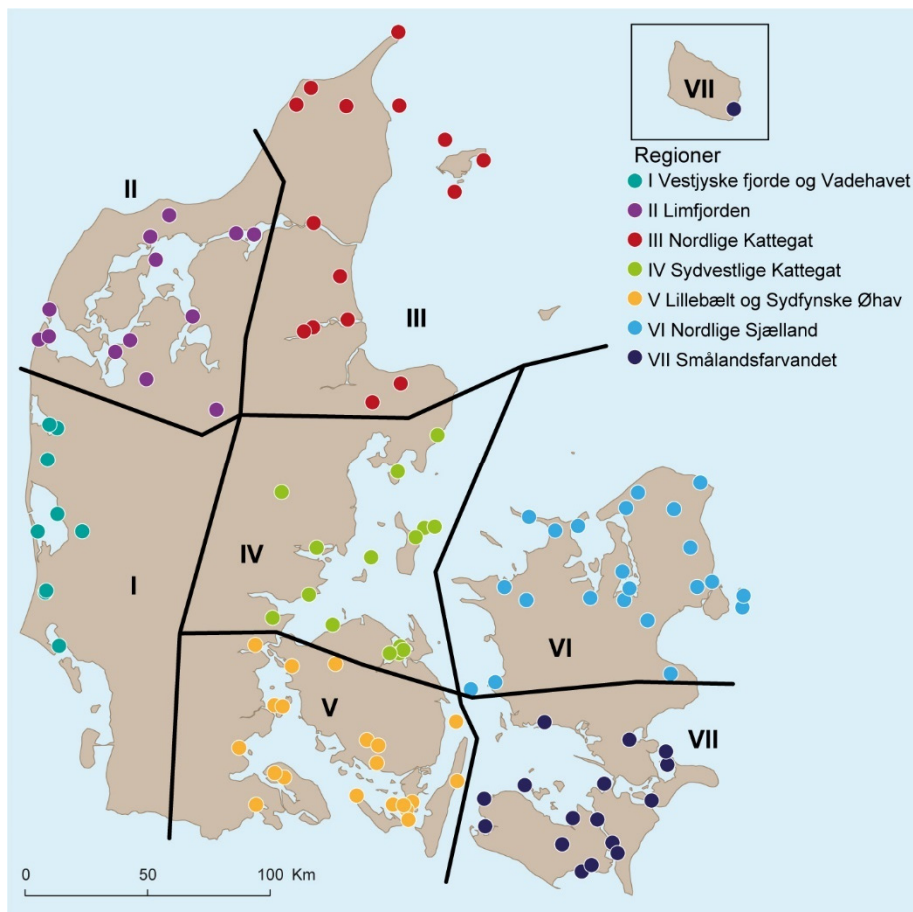 VII
Regioner
I Vestjyske fjorde og Vadehavet
II Limfjorden
III Nordlige Kattegat
IV Sydvestlige Kattegat
V Lillebælt og Sydfynske Øhav
VI Nordlige Sjælland
VII Smålandsfarvandet
II
III
IV
I
VI
V
VII
0 50 100 Km